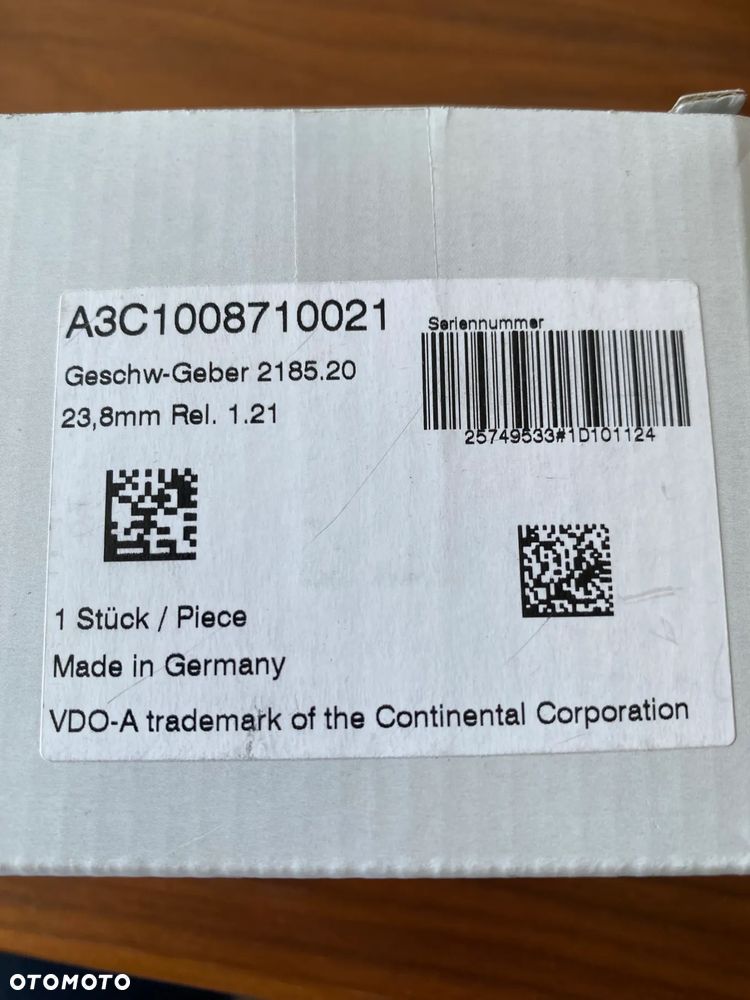 A3C1008710021
Geschw-Geber 2185.20
23,8mm Rel. 1.21
Seriennummer
25749533#1D101124
1 Stück / Piece
Made in Germany
VDO-A trademark of the Continental Corporation
OTOMOTO